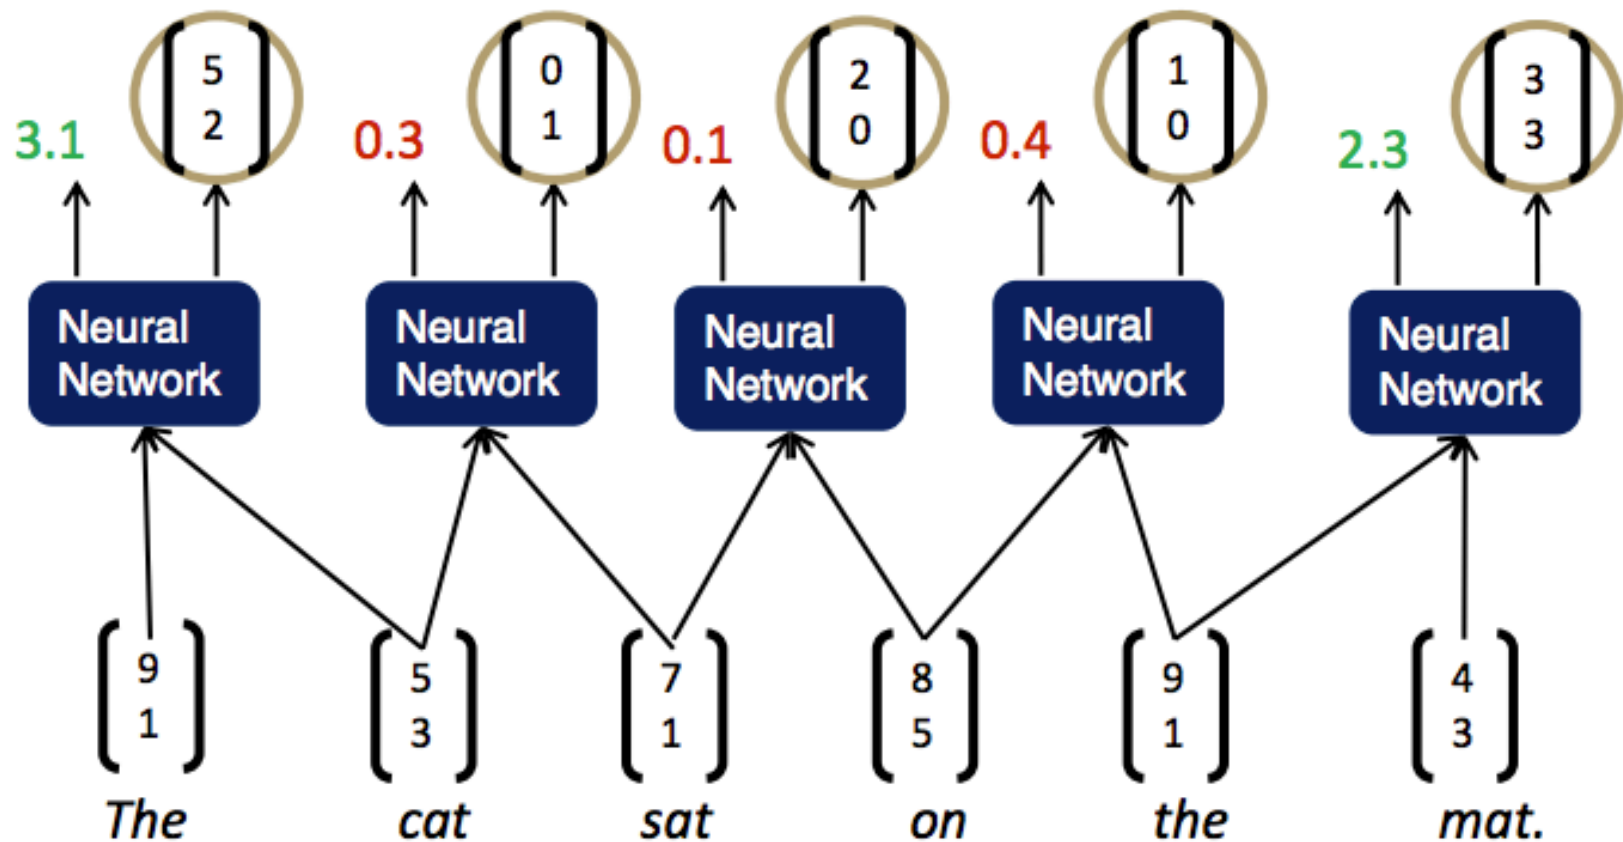 5 0 2 1 3
2 1 0 0 3
3.1 0.3 0.1 0.4 2.3
Neural Neural Neural Neural Neural
Network Network Network Network Network
9 5 7 8 9 4
1 3 1 5 1 3
The cat sat on the mat.